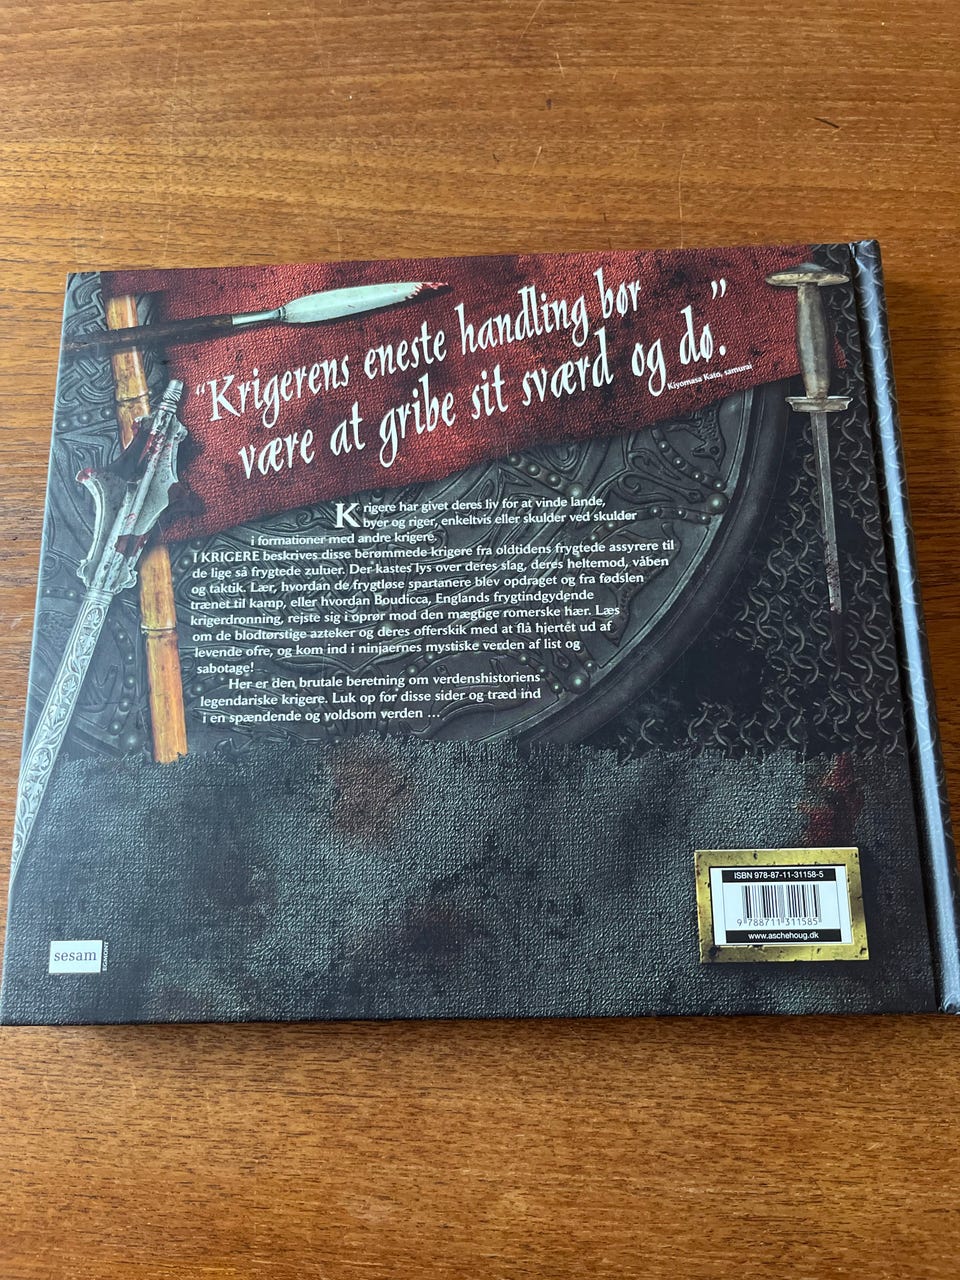 “Krigerens eneste handling bør
være at gribe sit sværd og dø.”
Kiyomasa Kato, samurai
Krigere har givet deres liv for at vinde lande,
byer og riger, enkeltvis eller skulder ved skulder
i formationer med andre krigere.
I KRIGERE beskrives disse berømmede krigere fra oldtidens frygtede assyrere til
de lige så frygtede zuluer. Der kastes lys over deres slag, deres heltemod, våben
og taktik. Lær, hvordan de frygtløse spartanere blev opdraget og fra fødslen
trænet til kamp, eller hvordan Boudicca, Englands frygtindgydende
krigerdronning, rejste sig i oprør mod den mægtige romerske hær. Læs
om de blodtørstige azteker og deres offerskik med at flå hjertet ud af
levende ofre, og kom ind i ninjaernes mystiske verden af list og
sabotage!
Her er den brutale beretning om verdenshistoriens
legendariske krigere. Luk op for disse sider og træd ind
i en spændende og voldsom verden ...
ISBN 978-87-11-31158-5
9 788711 311585
www.aschehoug.dk
sesam
EGMONT